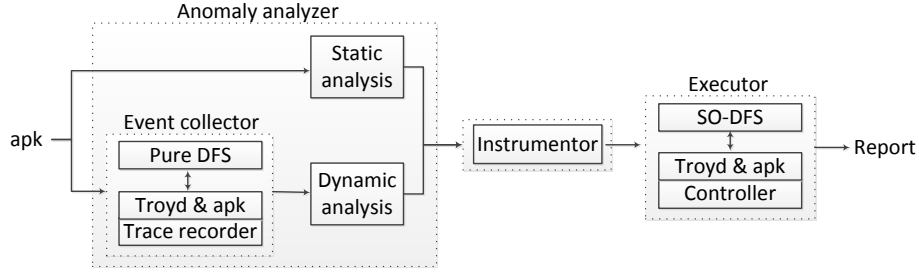 Anomaly analyzer
Static
analysis
Executor
apk
Event collector
Pure DFS
Troyd & apk
Trace recorder
Dynamic
analysis
Instrumentor
SO-DFS
Troyd & apk
Controller
Report